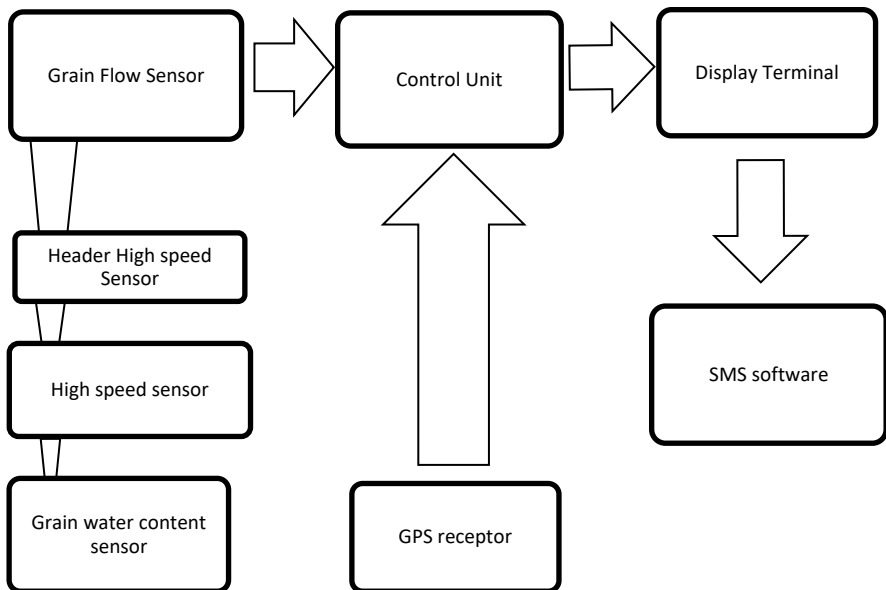 Grain Flow Sensor
Control Unit
Display Terminal
Header High speed
Sensor
High speed sensor
SMS software
Grain water content
sensor
GPS receptor